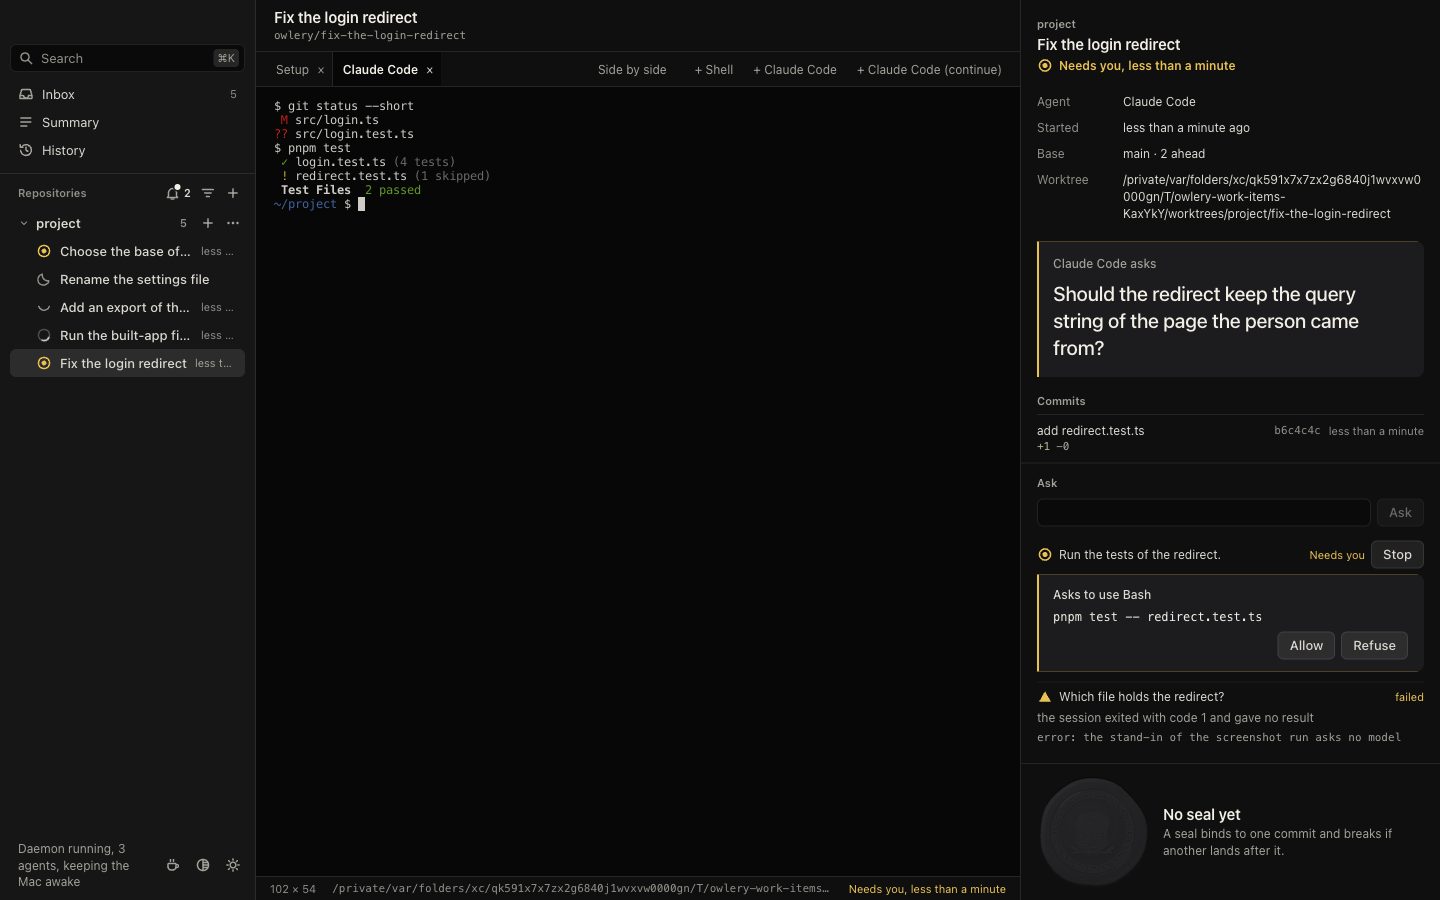 Search ⌘K
Inbox 5
Summary
History
Repositories 2
project 5
Choose the base of... less ...
Rename the settings file
Add an export of th... less ...
Run the built-app fi... less ...
Fix the login redirect less t...
Daemon running, 3
agents, keeping the
Mac awake
Fix the login redirect
owlery/fix-the-login-redirect
Setup × Claude Code × Side by side + Shell + Claude Code + Claude Code (continue)
$ git status --short
M src/login.ts
?? src/login.test.ts
$ pnpm test
✓ login.test.ts (4 tests)
! redirect.test.ts (1 skipped)
Test Files 2 passed
~/project $
102 × 54 /private/var/folders/xc/qk591x7x7zx2g6840j1wvxvw0000gn/T/owlery-work-items… Needs you, less than a minute
project
Fix the login redirect
Needs you, less than a minute
Agent Claude Code
Started less than a minute ago
Base main · 2 ahead
Worktree /private/var/folders/xc/qk591x7x7zx2g6840j1wvxvw0
000gn/T/owlery-work-items-
KaxYkY/worktrees/project/fix-the-login-redirect
Claude Code asks
Should the redirect keep the query
string of the page the person came
from?
Commits
add redirect.test.ts b6c4c4c less than a minute
+1 −0
Ask
Ask
Run the tests of the redirect. Needs you Stop
Asks to use Bash
pnpm test -- redirect.test.ts
Allow Refuse
Which file holds the redirect? failed
the session exited with code 1 and gave no result
error: the stand-in of the screenshot run asks no model
No seal yet
A seal binds to one commit and breaks if
another lands after it.